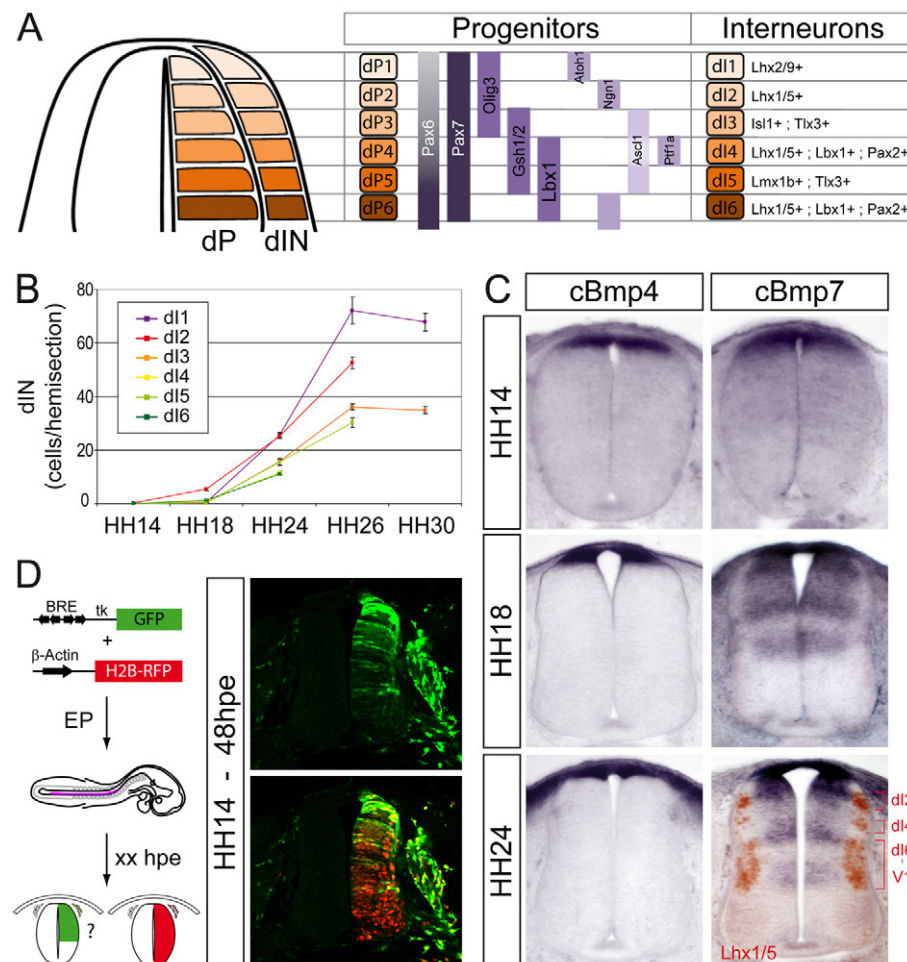 A
Progenitors
Interneurons
dP1
dP2
dP3
dP4
dP5
dP6
Pax6
Pax7
Olig3
Gsh1/2
Lbx1
Atoh1
Ngn1
Ascl1
Ptf1a
dI1 Lhx2/9+
dI2 Lhx1/5+
dI3 Isl1+ ; Tlx3+
dI4 Lhx1/5+ ; Lbx1+ ; Pax2+
dI5 Lmx1b+ ; Tlx3+
dI6 Lhx1/5+ ; Lbx1+ ; Pax2+
dP dIN
B
dIN
(cells/hemisection)
80
60
40
20
0
dI1
dI2
dI3
dI4
dI5
dI6
HH14 HH18 HH24 HH26 HH30
C
cBmp4 cBmp7
HH14
HH18
HH24
dI2
dI4
dI6
V1
Lhx1/5
D
BRE tk GFP
+
β-Actin H2B-RFP
EP
xx hpe
?
HH14 - 48hpe